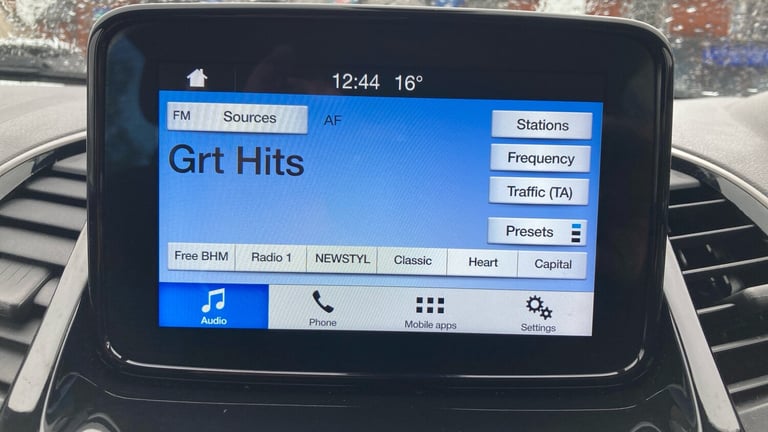 12:44 16°
FM Sources AF Stations
Grt Hits
Frequency
Traffic (TA)
Presets
Free BHM Radio 1 NEWSTYL Classic Heart Capital
Audio Phone Mobile apps Settings